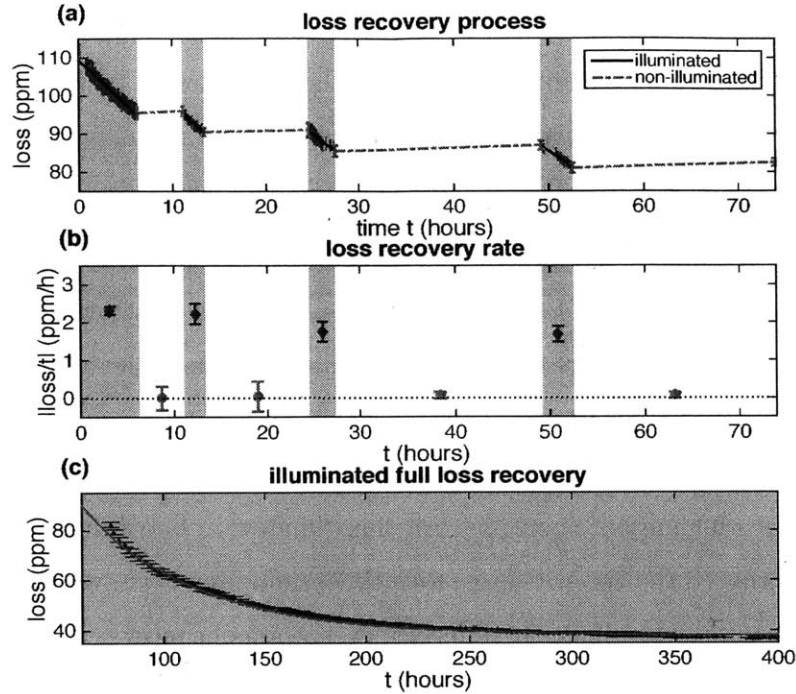 (a) loss recovery process
loss (ppm)
110
100
90
80
illuminated
non-illuminated
0 10 20 30 40 50 60 70
time t (hours)
(b) loss recovery rate
|loss/t| (ppm/h)
3
2
1
0
0 10 20 30 40 50 60 70
t (hours)
(c) illuminated full loss recovery
loss (ppm)
80
60
40
100 150 200 250 300 350 400
t (hours)